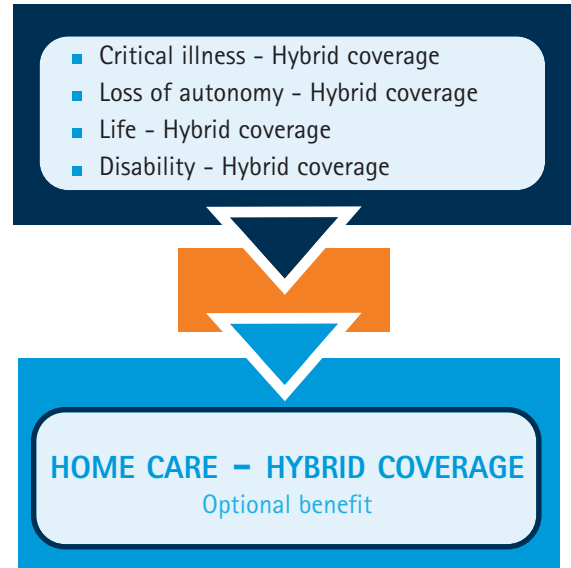 Critical illness - Hybrid coverage
Loss of autonomy - Hybrid coverage
Life - Hybrid coverage
Disability - Hybrid coverage
HOME CARE – HYBRID COVERAGE
Optional benefit